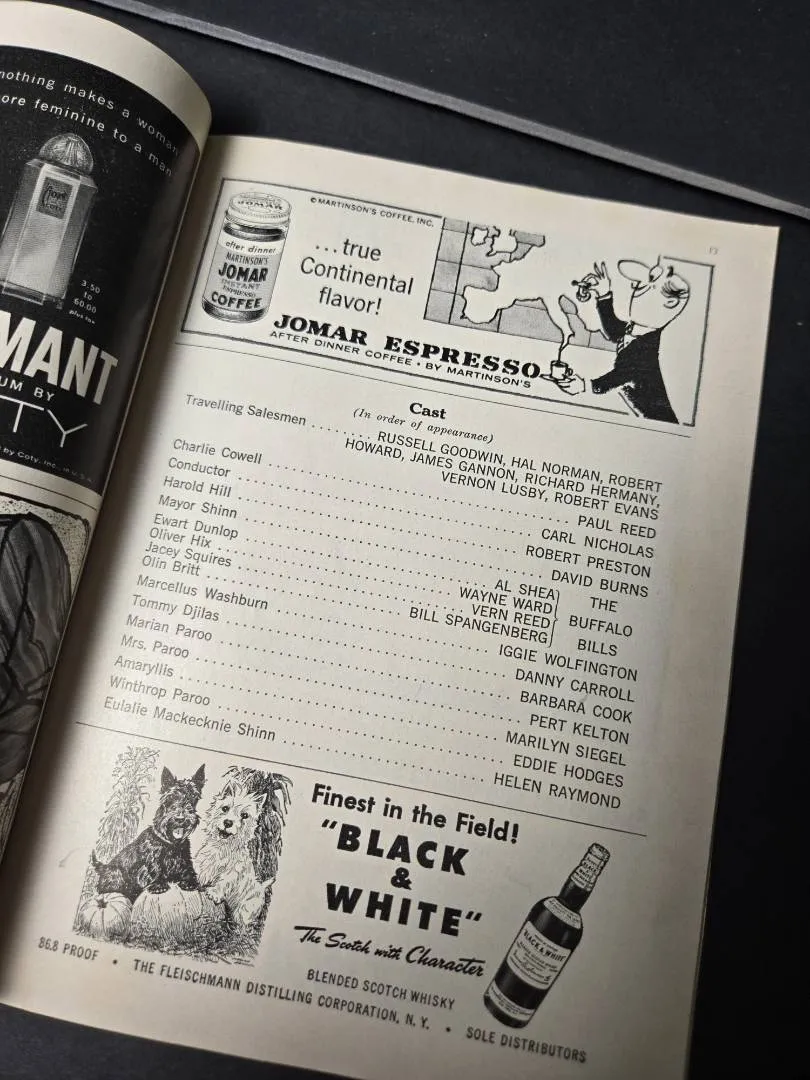 nothing makes a woman
ore feminine to a man
3.50
to
60.00
plus tax
MANT
UM BY
TY
by Coty, Inc., in U.S.A.
JOMAR
after dinner
MARTINSON'S
JOMAR
INSTANT
ESPRESSO
COFFEE
© MARTINSON'S COFFEE, INC.
...true
Continental
flavor!
JOMAR ESPRESSO
AFTER DINNER COFFEE • BY MARTINSON'S
Cast
(In order of appearance)
Travelling Salesmen ........ RUSSELL GOODWIN, HAL NORMAN, ROBERT
HOWARD, JAMES GANNON, RICHARD HERMANY,
VERNON LUSBY, ROBERT EVANS
Charlie Cowell ........ PAUL REED
Conductor ........ CARL NICHOLAS
Harold Hill ........ ROBERT PRESTON
Mayor Shinn ........ DAVID BURNS
Ewart Dunlop ........ AL SHEA
Oliver Hix ........ WAYNE WARD
Jacey Squires ........ VERN REED
Olin Britt ........ BILL SPANGENBERG
THE
BUFFALO
BILLS
Marcellus Washburn ........ IGGIE WOLFINGTON
Tommy Djilas ........ DANNY CARROLL
Marian Paroo ........ BARBARA COOK
Mrs. Paroo ........ PERT KELTON
Amaryllis ........ MARILYN SIEGEL
Winthrop Paroo ........ EDDIE HODGES
Eulalie Mackecknie Shinn ........ HELEN RAYMOND
Finest in the Field!
"BLACK
&
WHITE"
The Scotch with Character
BLACK & WHITE
BLENDED SCOTCH WHISKY
86.8 PROOF • THE FLEISCHMANN DISTILLING CORPORATION, N. Y. • SOLE DISTRIBUTORS